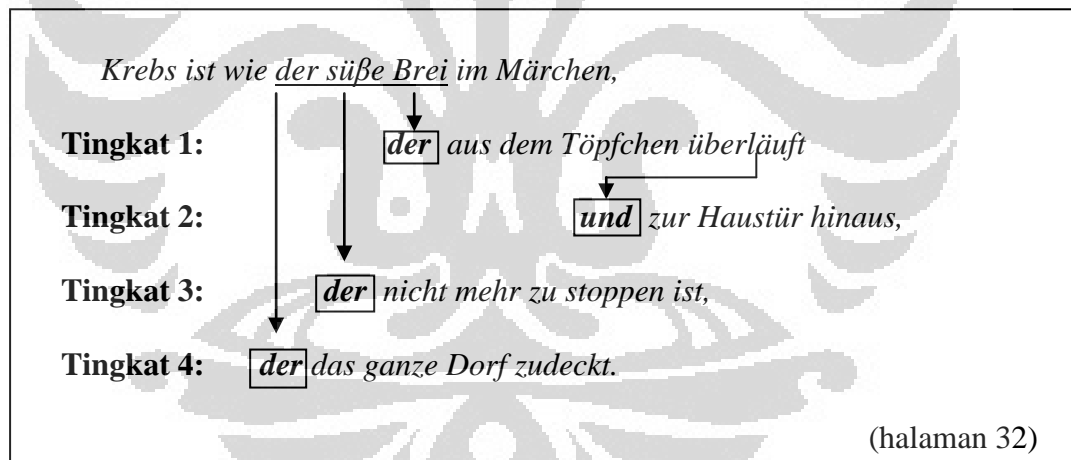 Krebs ist wie der süße Brei im Märchen,
Tingkat 1: der aus dem Töpfchen überläuft
Tingkat 2: und zur Haustür hinaus,
Tingkat 3: der nicht mehr zu stoppen ist,
Tingkat 4: der das ganze Dorf zudeckt.
(halaman 32)